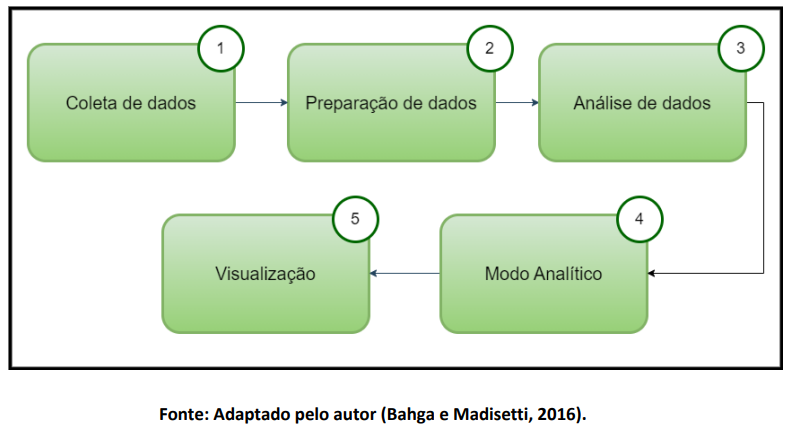 1
Coleta de dados
2
Preparação de dados
3
Análise de dados
4
Modo Analítico
5
Visualização
Fonte: Adaptado pelo autor (Bahga e Madisetti, 2016).